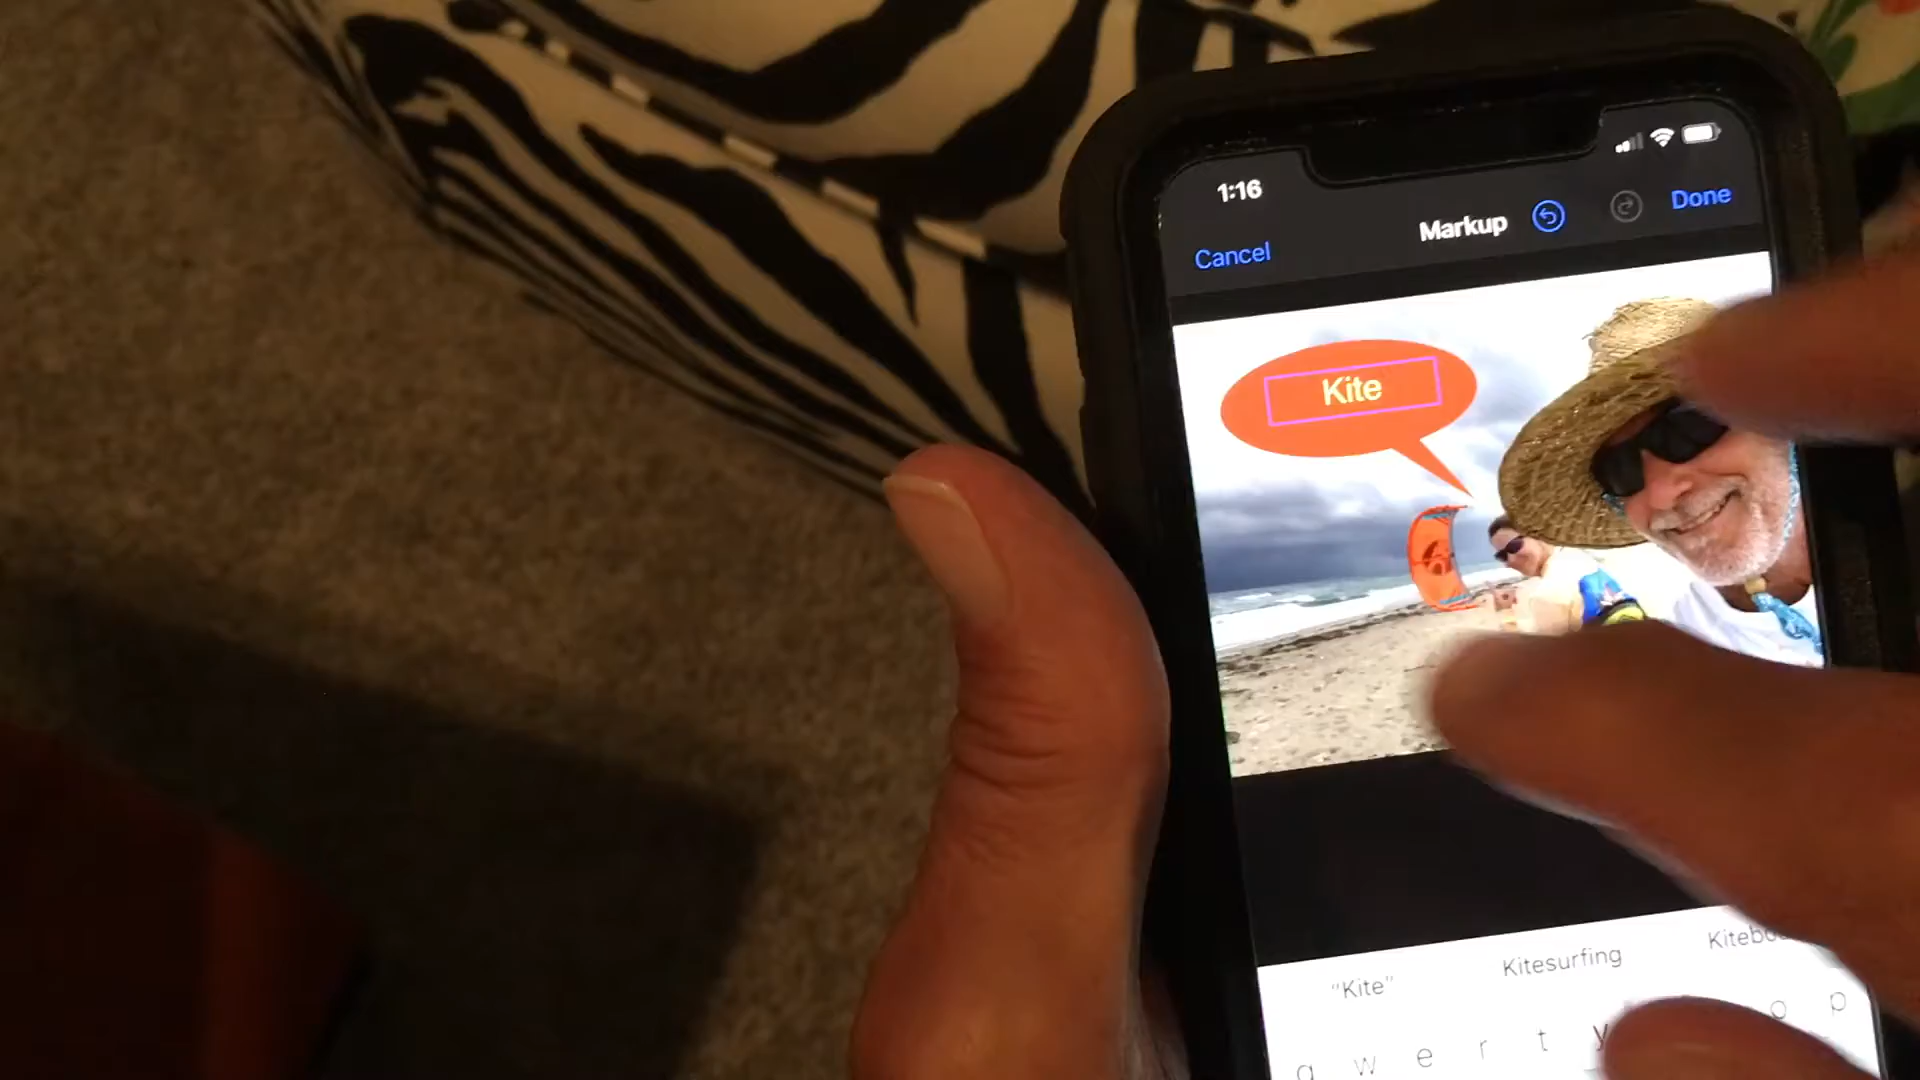 1:16
Cancel
Markup
Done
Kite
"Kite"
Kitesurfing
q w e r t y o p